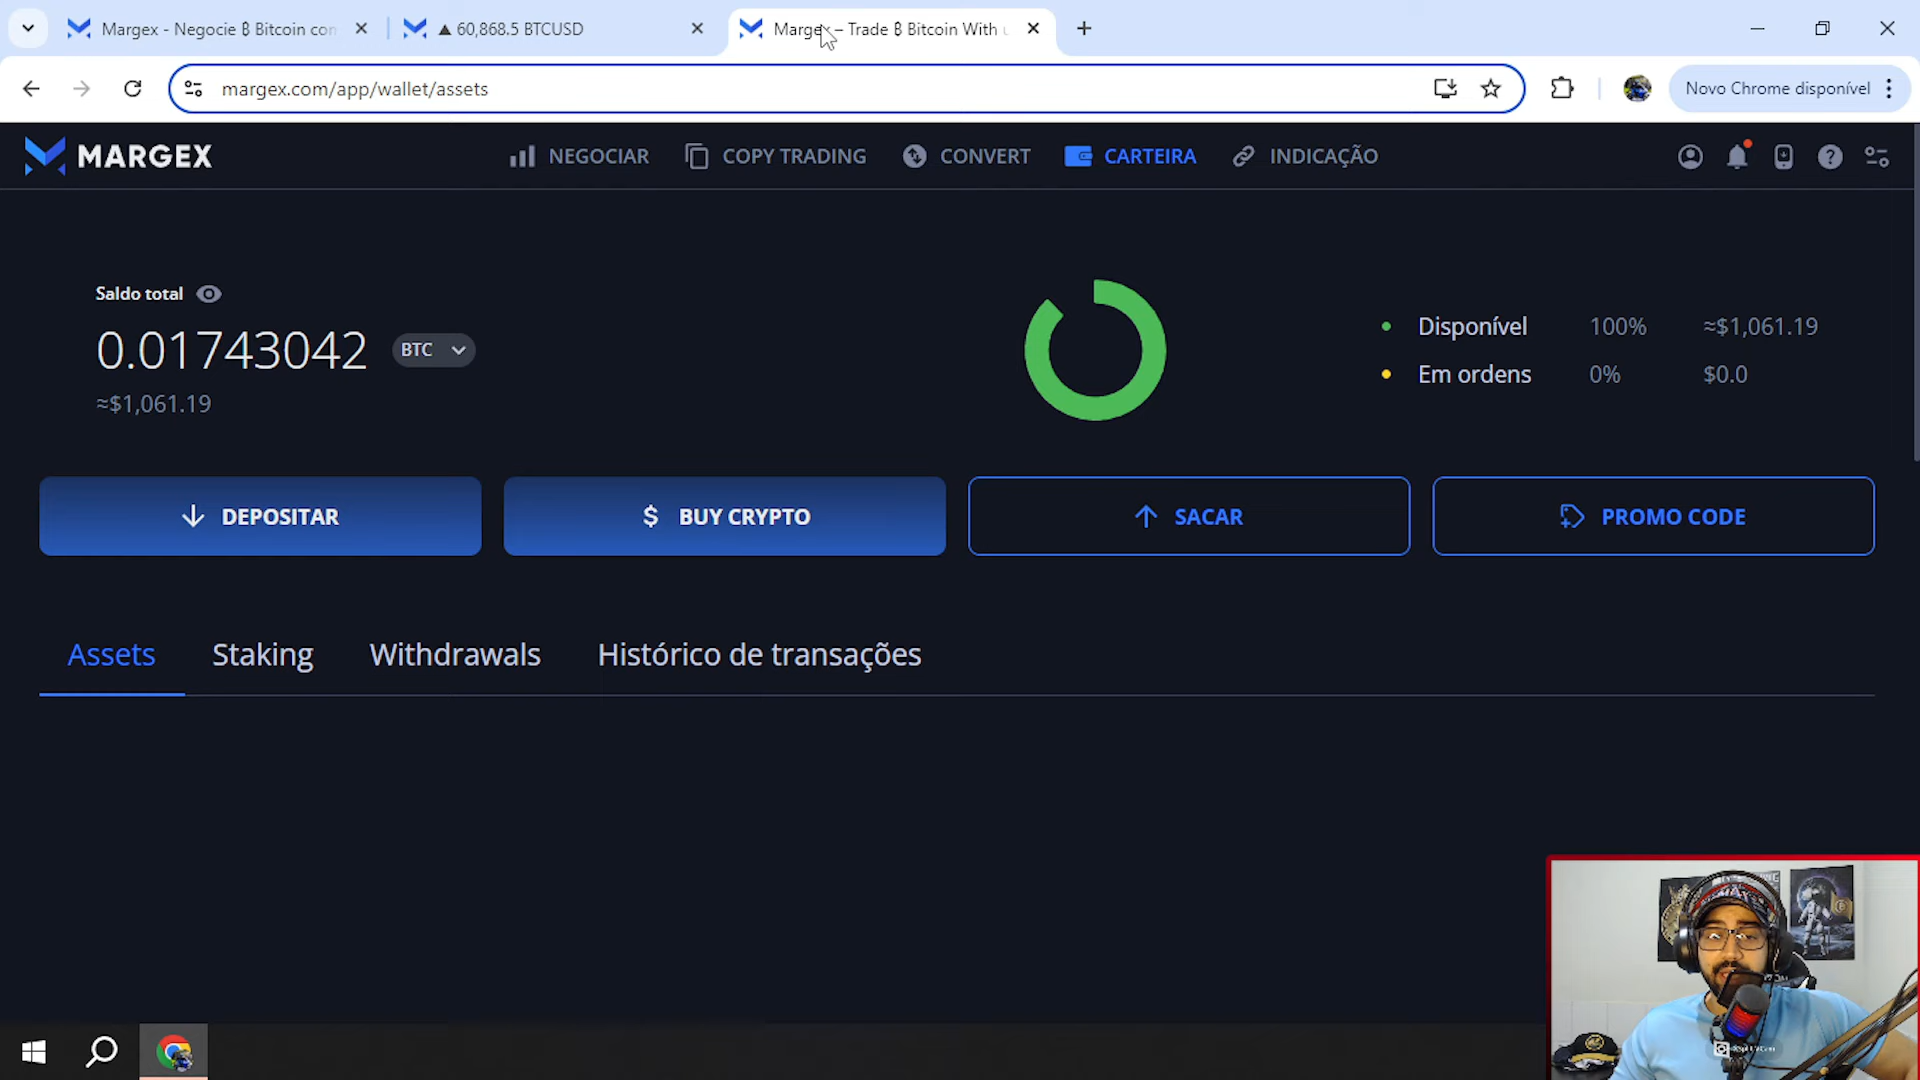 Margex - Negocie ₿ Bitcoin con
▲ 60,868.5 BTCUSD
Margex – Trade ₿ Bitcoin With u
margex.com/app/wallet/assets
Novo Chrome disponível
MARGEX
NEGOCIAR
COPY TRADING
CONVERT
CARTEIRA
INDICAÇÃO
Saldo total
0.01743042 BTC
≈$1,061.19
Disponível 100% ≈$1,061.19
Em ordens 0% $0.0
DEPOSITAR
$ BUY CRYPTO
SACAR
PROMO CODE
Assets
Staking
Withdrawals
Histórico de transações